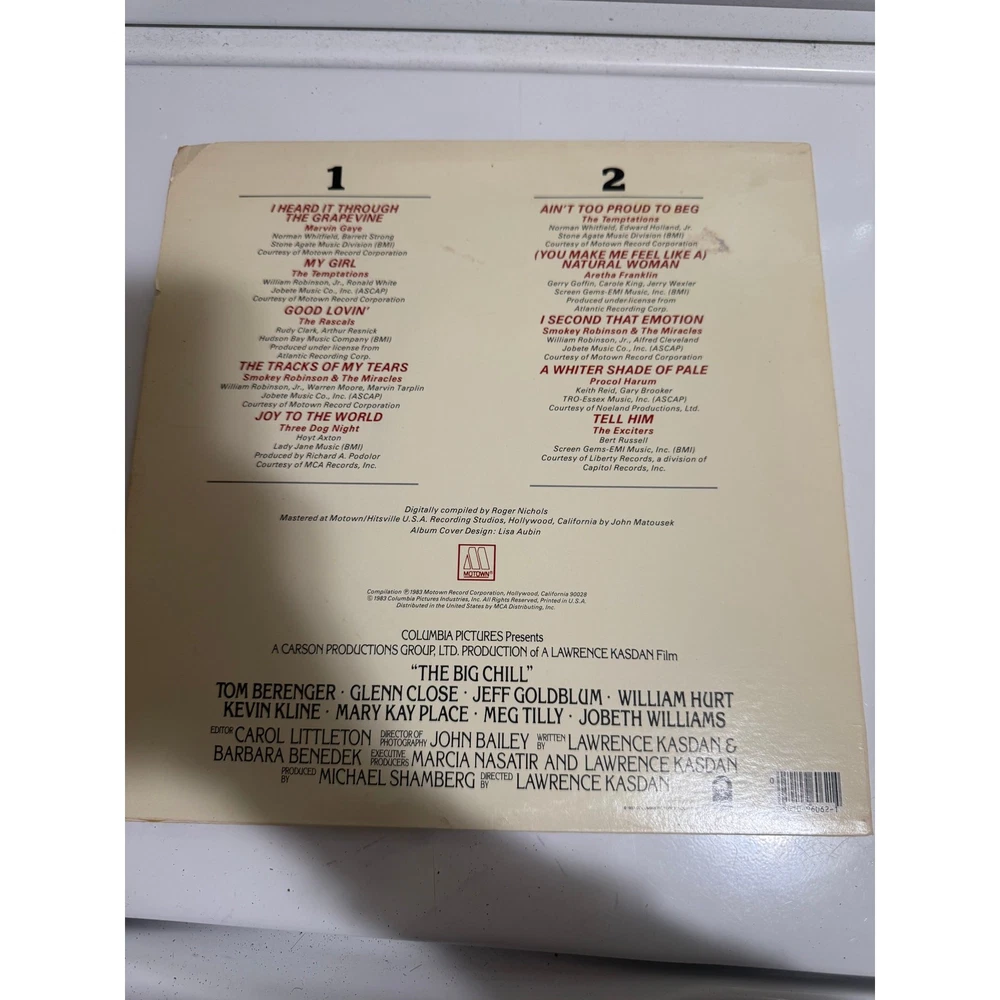 1
I HEARD IT THROUGH
THE GRAPEVINE
Marvin Gaye
Norman Whitfield, Barrett Strong
Stone Agate Music Division (BMI)
Courtesy of Motown Record Corporation
MY GIRL
The Temptations
William Robinson, Jr., Ronald White
Jobete Music Co., Inc. (ASCAP)
Courtesy of Motown Record Corporation
GOOD LOVIN'
The Rascals
Rudy Clark, Arthur Resnick
Hudson Bay Music Company (BMI)
Produced under license from
Atlantic Recording Corp.
THE TRACKS OF MY TEARS
Smokey Robinson & The Miracles
William Robinson, Jr., Warren Moore, Marvin Tarplin
Jobete Music Co., Inc. (ASCAP)
Courtesy of Motown Record Corporation
JOY TO THE WORLD
Three Dog Night
Hoyt Axton
Lady Jane Music (BMI)
Produced by Richard A. Podolor
Courtesy of MCA Records, Inc.
2
AIN'T TOO PROUD TO BEG
The Temptations
Norman Whitfield, Edward Holland, Jr.
Stone Agate Music Division (BMI)
Courtesy of Motown Record Corporation
(YOU MAKE ME FEEL LIKE A)
NATURAL WOMAN
Aretha Franklin
Gerry Goffin, Carole King, Jerry Wexler
Screen Gems-EMI Music, Inc. (BMI)
Produced under license from
Atlantic Recording Corp.
I SECOND THAT EMOTION
Smokey Robinson & The Miracles
William Robinson, Jr., Alfred Cleveland
Jobete Music Co., Inc. (ASCAP)
Courtesy of Motown Record Corporation
A WHITER SHADE OF PALE
Procol Harum
Keith Reid, Gary Brooker
TRO-Essex Music, Inc. (ASCAP)
Courtesy of Noeland Productions, Ltd.
TELL HIM
The Exciters
Bert Russell
Screen Gems-EMI Music, Inc. (BMI)
Courtesy of Liberty Records, a division of
Capitol Records, Inc.
Digitally compiled by Roger Nichols
Mastered at Motown/Hitsville U.S.A. Recording Studios, Hollywood, California by John Matousek
Album Cover Design: Lisa Aubin
MOTOWN®
Compilation ℗1983 Motown Record Corporation, Hollywood, California 90028
© 1983 Columbia Pictures Industries, Inc. All Rights Reserved, Printed in U.S.A.
Distributed in the United States by MCA Distributing, Inc.
COLUMBIA PICTURES Presents
A CARSON PRODUCTIONS GROUP, LTD. PRODUCTION of A LAWRENCE KASDAN Film
"THE BIG CHILL"
TOM BERENGER · GLENN CLOSE · JEFF GOLDBLUM · WILLIAM HURT
KEVIN KLINE · MARY KAY PLACE · MEG TILLY · JOBETH WILLIAMS
EDITOR CAROL LITTLETON DIRECTOR OF PHOTOGRAPHY JOHN BAILEY WRITTEN BY LAWRENCE KASDAN &
BARBARA BENEDEK EXECUTIVE PRODUCERS MARCIA NASATIR AND LAWRENCE KASDAN
PRODUCED BY MICHAEL SHAMBERG DIRECTED BY LAWRENCE KASDAN